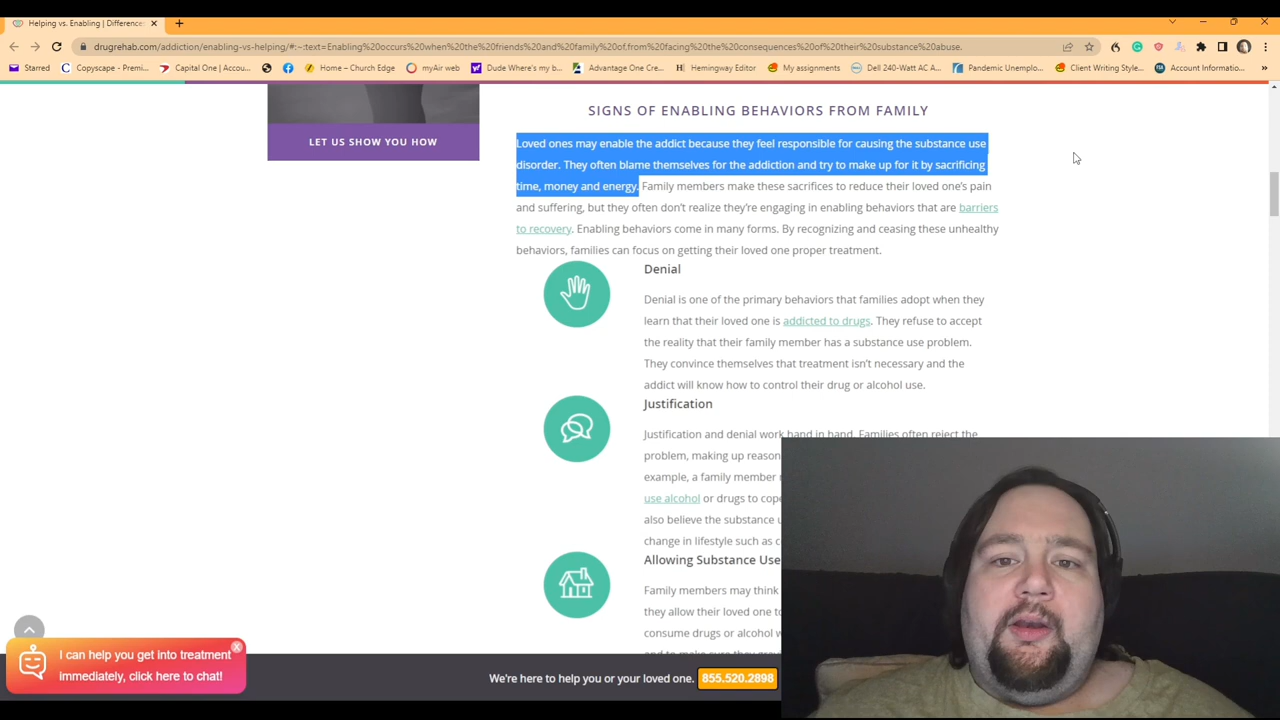 Helping vs. Enabling | Difference
drugrehab.com/addiction/enabling-vs-helping/#:~:text=Enabling%20occurs%20when%20the%20friends%20and%20family%20of,from%20facing%20the%20consequences%20of%20their%20substance%20abuse.
Starred Copyscape - Premi... Capital One | Accou... Home – Church Edge myAir web Dude Where's my b... Advantage One Cre... Hemingway Editor My assignments Dell 240-Watt AC A... Pandemic Unemplo... Client Writing Style... Account Informatio...
SIGNS OF ENABLING BEHAVIORS FROM FAMILY
LET US SHOW YOU HOW
Loved ones may enable the addict because they feel responsible for causing the substance use
disorder. They often blame themselves for the addiction and try to make up for it by sacrificing
time, money and energy. Family members make these sacrifices to reduce their loved one's pain
and suffering, but they often don't realize they're engaging in enabling behaviors that are barriers
to recovery. Enabling behaviors come in many forms. By recognizing and ceasing these unhealthy
behaviors, families can focus on getting their loved one proper treatment.
Denial
Denial is one of the primary behaviors that families adopt when they
learn that their loved one is addicted to drugs. They refuse to accept
the reality that their family member has a substance use problem.
They convince themselves that treatment isn't necessary and the
addict will know how to control their drug or alcohol use.
Justification
Justification and denial work hand in hand. Families often reject the
problem, making up reason
example, a family member
use alcohol or drugs to cope
also believe the substance
change in lifestyle such as
Allowing Substance Use
Family members may think
they allow their loved one to
consume drugs or alcohol
I can help you get into treatment
immediately, click here to chat!
We're here to help you or your loved one. 855.520.2898